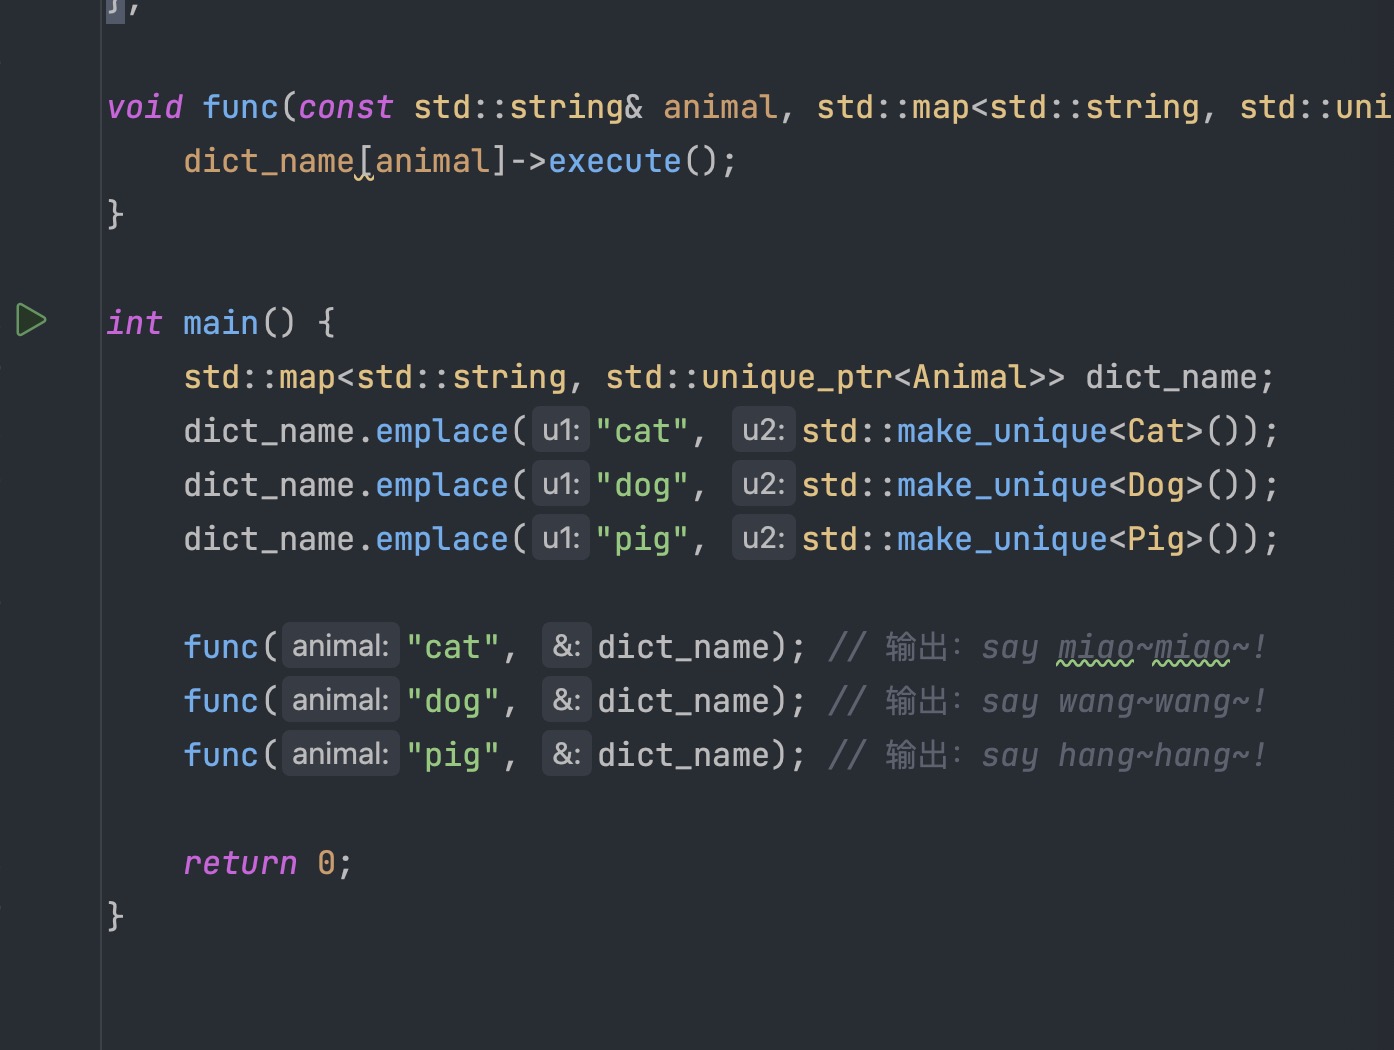 };
void func(const std::string& animal, std::map<std::string, std::uni
    dict_name[animal]->execute();
}
int main() {
    std::map<std::string, std::unique_ptr<Animal>> dict_name;
    dict_name.emplace( u1: "cat", u2: std::make_unique<Cat>());
    dict_name.emplace( u1: "dog", u2: std::make_unique<Dog>());
    dict_name.emplace( u1: "pig", u2: std::make_unique<Pig>());
    func( animal: "cat", &: dict_name); // 输出：say miao~miao~!
    func( animal: "dog", &: dict_name); // 输出：say wang~wang~!
    func( animal: "pig", &: dict_name); // 输出：say hang~hang~!
    return 0;
}